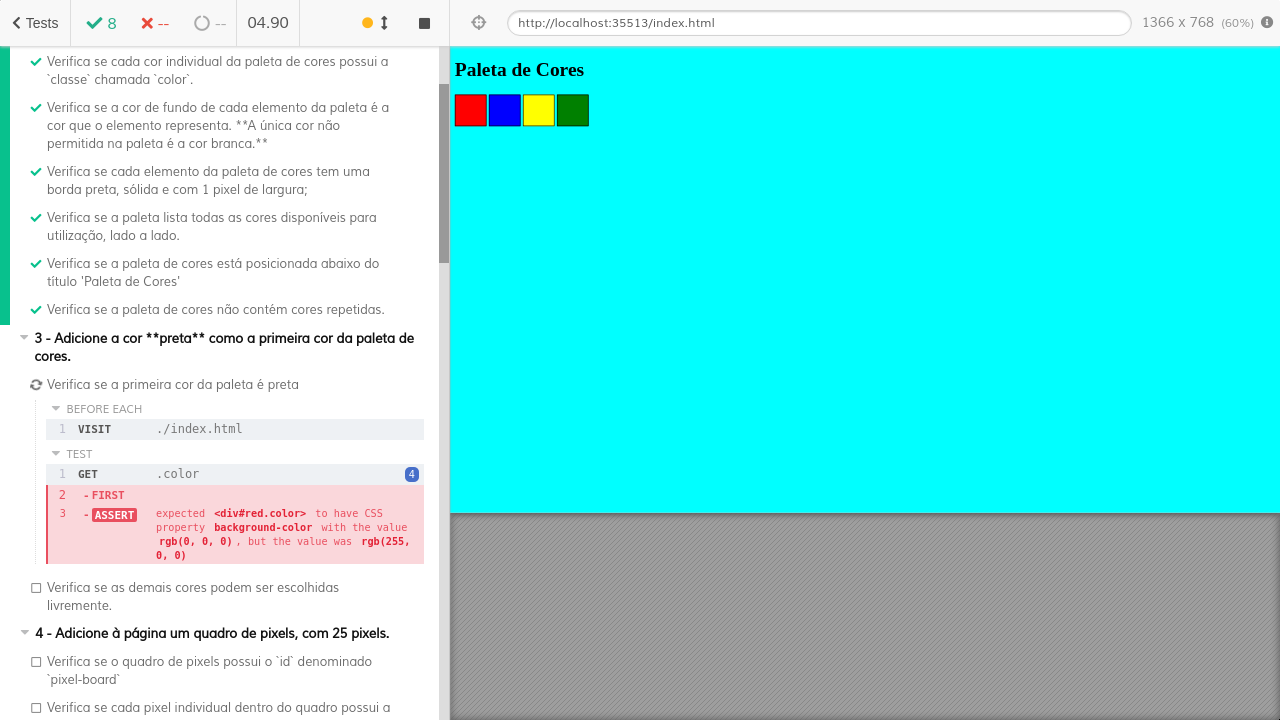 Tests 8 -- -- 04.90
http://localhost:35513/index.html 1366 x 768 (60%)
Verifica se cada cor individual da paleta de cores possui a
`classe` chamada `color`.
Verifica se a cor de fundo de cada elemento da paleta é a
cor que o elemento representa. **A única cor não
permitida na paleta é a cor branca.**
Verifica se cada elemento da paleta de cores tem uma
borda preta, sólida e com 1 pixel de largura;
Verifica se a paleta lista todas as cores disponíveis para
utilização, lado a lado.
Verifica se a paleta de cores está posicionada abaixo do
título 'Paleta de Cores'
Verifica se a paleta de cores não contém cores repetidas.
3 - Adicione a cor **preta** como a primeira cor da paleta de
cores.
Verifica se a primeira cor da paleta é preta
BEFORE EACH
1 VISIT ./index.html
TEST
1 GET .color 4
2 - FIRST
3 - ASSERT expected <div#red.color> to have CSS
property background-color with the value
rgb(0, 0, 0) , but the value was rgb(255,
0, 0)
Verifica se as demais cores podem ser escolhidas
livremente.
4 - Adicione à página um quadro de pixels, com 25 pixels.
Verifica se o quadro de pixels possui o `id` denominado
`pixel-board`
Verifica se cada pixel individual dentro do quadro possui a
Paleta de Cores